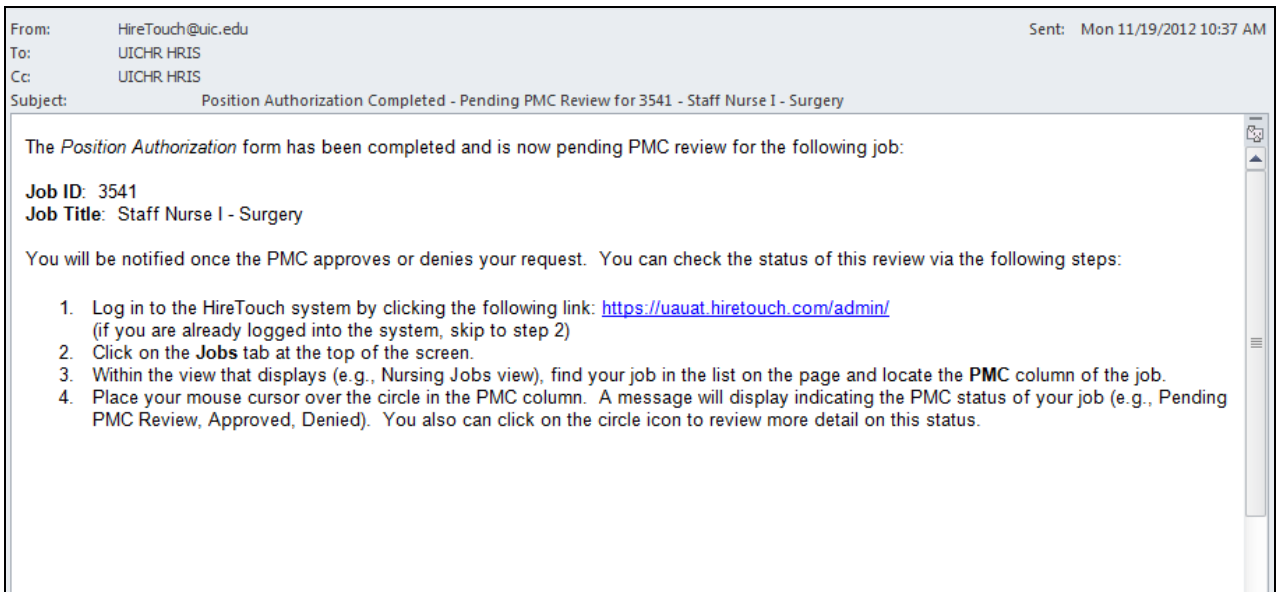 From: HireTouch@uic.edu Sent: Mon 11/19/2012 10:37 AM
To: UICHR HRIS
Cc: UICHR HRIS
Subject: Position Authorization Completed - Pending PMC Review for 3541 - Staff Nurse I - Surgery
The Position Authorization form has been completed and is now pending PMC review for the following job:
Job ID: 3541
Job Title: Staff Nurse I - Surgery
You will be notified once the PMC approves or denies your request. You can check the status of this review via the following steps:
1. Log in to the HireTouch system by clicking the following link: https://uauat.hiretouch.com/admin/
(if you are already logged into the system, skip to step 2)
2. Click on the Jobs tab at the top of the screen.
3. Within the view that displays (e.g., Nursing Jobs view), find your job in the list on the page and locate the PMC column of the job.
4. Place your mouse cursor over the circle in the PMC column. A message will display indicating the PMC status of your job (e.g., Pending
PMC Review, Approved, Denied). You also can click on the circle icon to review more detail on this status.